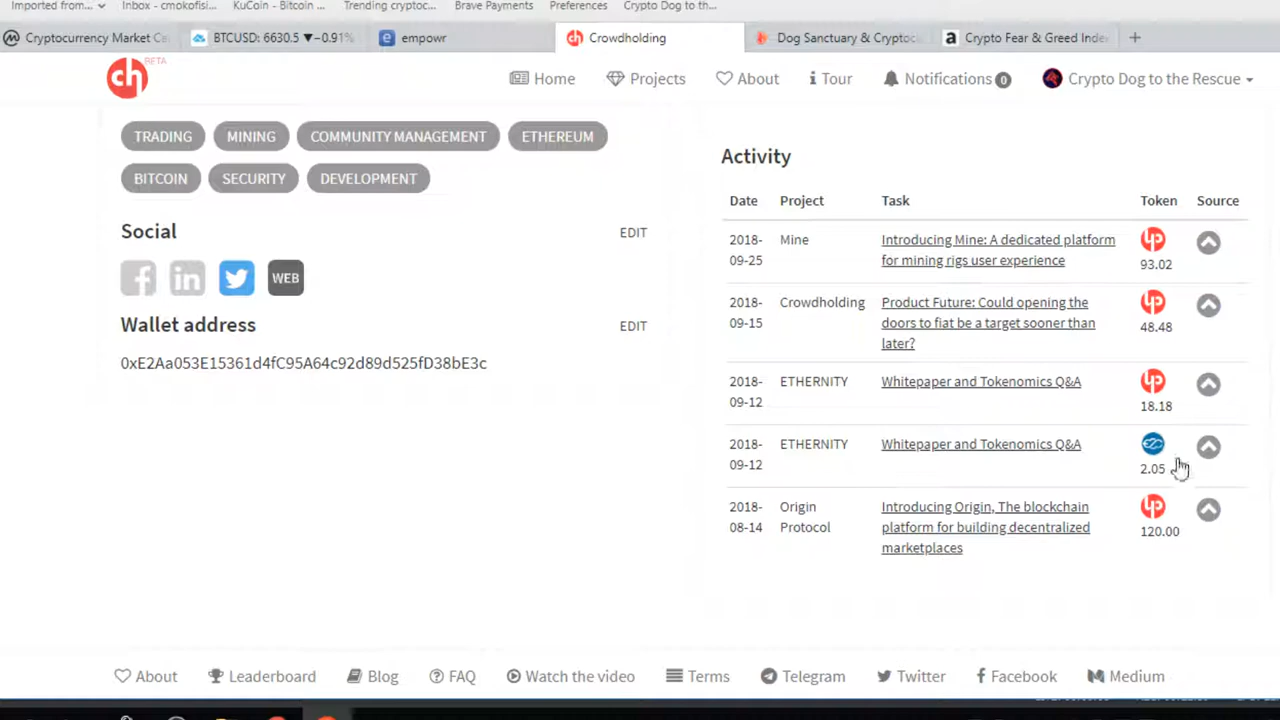 Imported from...
Inbox - cmokofisi...
KuCoin - Bitcoin ...
Trending cryptoc...
Brave Payments
Preferences
Crypto Dog to th...
Cryptocurrency Market Ca
BTCUSD: 6630.5 ▼−0.91%
empowr
Crowdholding
Dog Sanctuary & Cryptoc
Crypto Fear & Greed Inde
ch BETA
Home
Projects
About
Tour
Notifications 0
Crypto Dog to the Rescue
TRADING
MINING
COMMUNITY MANAGEMENT
ETHEREUM
BITCOIN
SECURITY
DEVELOPMENT
Social
EDIT
WEB
Wallet address
EDIT
0xE2Aa053E15361d4fC95A64c92d89d525fD38bE3c
Activity
Date Project Task Token Source
2018-
09-25
Mine
Introducing Mine: A dedicated platform
for mining rigs user experience
93.02
2018-
09-15
Crowdholding
Product Future: Could opening the
doors to fiat be a target sooner than
later?
48.48
2018-
09-12
ETHERNITY
Whitepaper and Tokenomics Q&A
18.18
2018-
09-12
ETHERNITY
Whitepaper and Tokenomics Q&A
2.05
2018-
08-14
Origin
Protocol
Introducing Origin, The blockchain
platform for building decentralized
marketplaces
120.00
About
Leaderboard
Blog
FAQ
Watch the video
Terms
Telegram
Twitter
Facebook
Medium